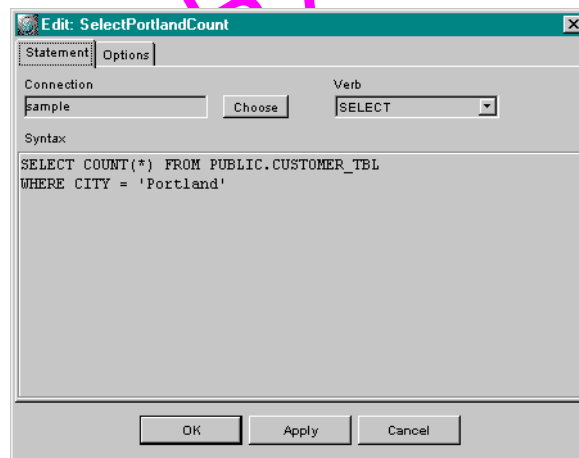 Edit: SelectPortlandCount
Statement Options
Connection Verb
sample Choose SELECT
Syntax
SELECT COUNT(*) FROM PUBLIC.CUSTOMER_TBL
WHERE CITY = 'Portland'
OK Apply Cancel